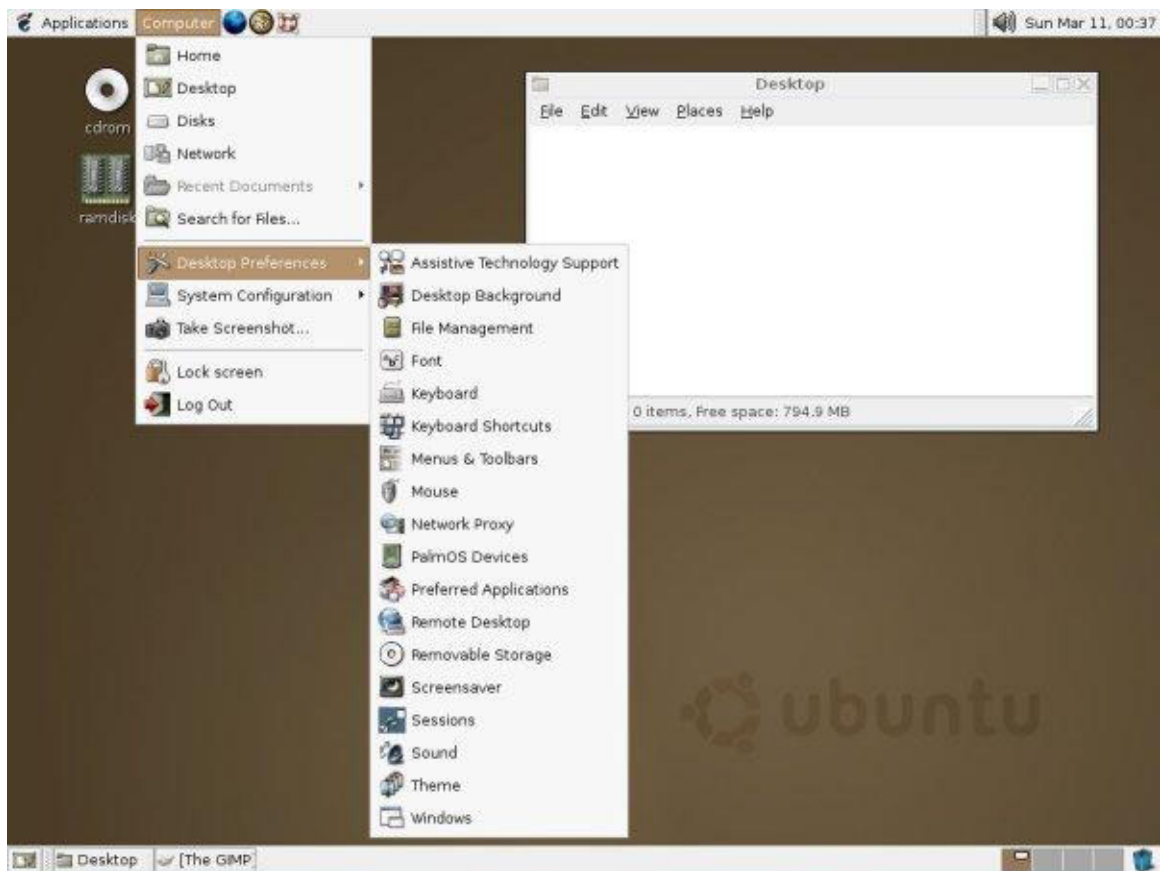 Applications Computer Sun Mar 11, 00:37
Home
Desktop
Disks
Network
Recent Documents
Search for Files...
Desktop Preferences
System Configuration
Take Screenshot...
Lock screen
Log Out
cdrom
ramdisk
Desktop
File Edit View Places Help
0 items, Free space: 794.9 MB
Assistive Technology Support
Desktop Background
File Management
Font
Keyboard
Keyboard Shortcuts
Menus & Toolbars
Mouse
Network Proxy
PalmOS Devices
Preferred Applications
Remote Desktop
Removable Storage
Screensaver
Sessions
Sound
Theme
Windows
ubuntu
Desktop [The GIMP]